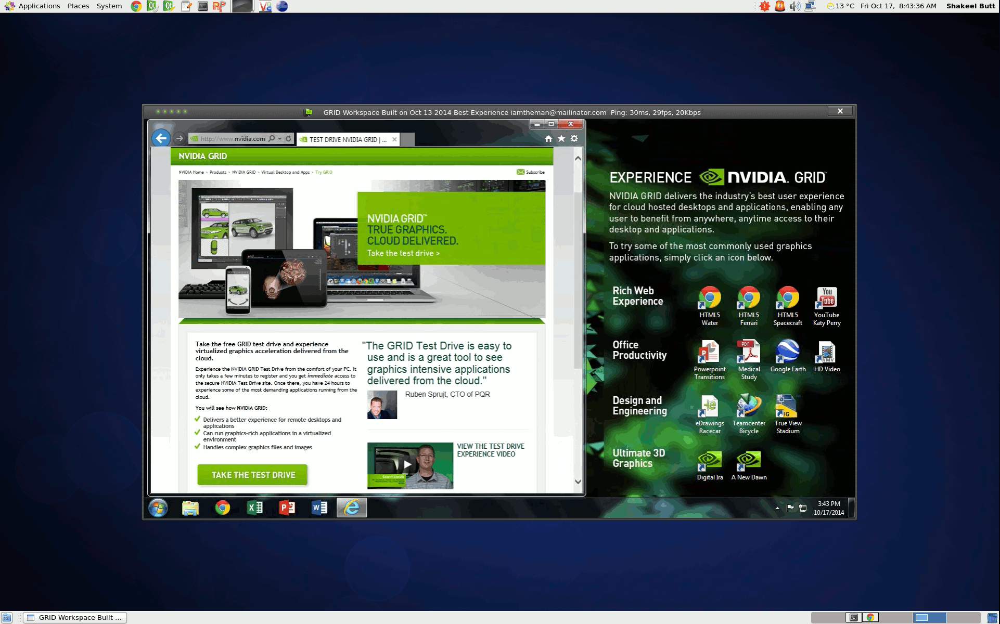 Applications Places System
13 °C Fri Oct 17, 8:43:36 AM Shakeel Butt
GRID Workspace Built on Oct 13 2014 Best Experience iamtheman@mailinator.com Ping: 30ms, 29fps, 20Kbps
X
http://www.nvidia.com
TEST DRIVE NVIDIA GRID | ...
NVIDIA GRID
NVIDIA Home > Products > NVIDIA GRID > Virtual Desktop and Apps > Try GRID
Subscribe
NVIDIA GRID™
TRUE GRAPHICS.
CLOUD DELIVERED.
Take the test drive >
Take the free GRID test drive and experience
virtualized graphics acceleration delivered from the
cloud.
Experience the NVIDIA GRID Test Drive from the comfort of your PC. It
only takes a few minutes to register and you get immediate access to
the secure NVIDIA Test Drive site. Once there, you have 24 hours to
experience some of the most demanding applications running from the
cloud.
You will see how NVIDIA GRID:
Delivers a better experience for remote desktops and
applications
Can run graphics-rich applications in a virtualized
environment
Handles complex graphics files and images
TAKE THE TEST DRIVE
"The GRID Test Drive is easy to
use and is a great tool to see
graphics intensive applications
delivered from the cloud."
Ruben Spruijt, CTO of PQR
Sean Kilbride
VIEW THE TEST DRIVE
EXPERIENCE VIDEO
EXPERIENCE NVIDIA. GRID™
NVIDIA GRID delivers the industry's best user experience
for cloud hosted desktops and applications, enabling any
user to benefit from anywhere, anytime access to their
desktop and applications.
To try some of the most commonly used graphics
applications, simply click an icon below.
Rich Web
Experience
HTML5
Water
HTML5
Ferrari
HTML5
Spacecraft
You
Tube
YouTube
Katy Perry
Office
Productivity
Powerpoint
Transitions
PDF
Medical
Study
Google Earth
WMV
HD Video
Design and
Engineering
eDrawings
Racecar
Teamcenter
Bicycle
True View
Stadium
Ultimate 3D
Graphics
Digital Ira
A New Dawn
3:43 PM
10/17/2014
GRID Workspace Built ...